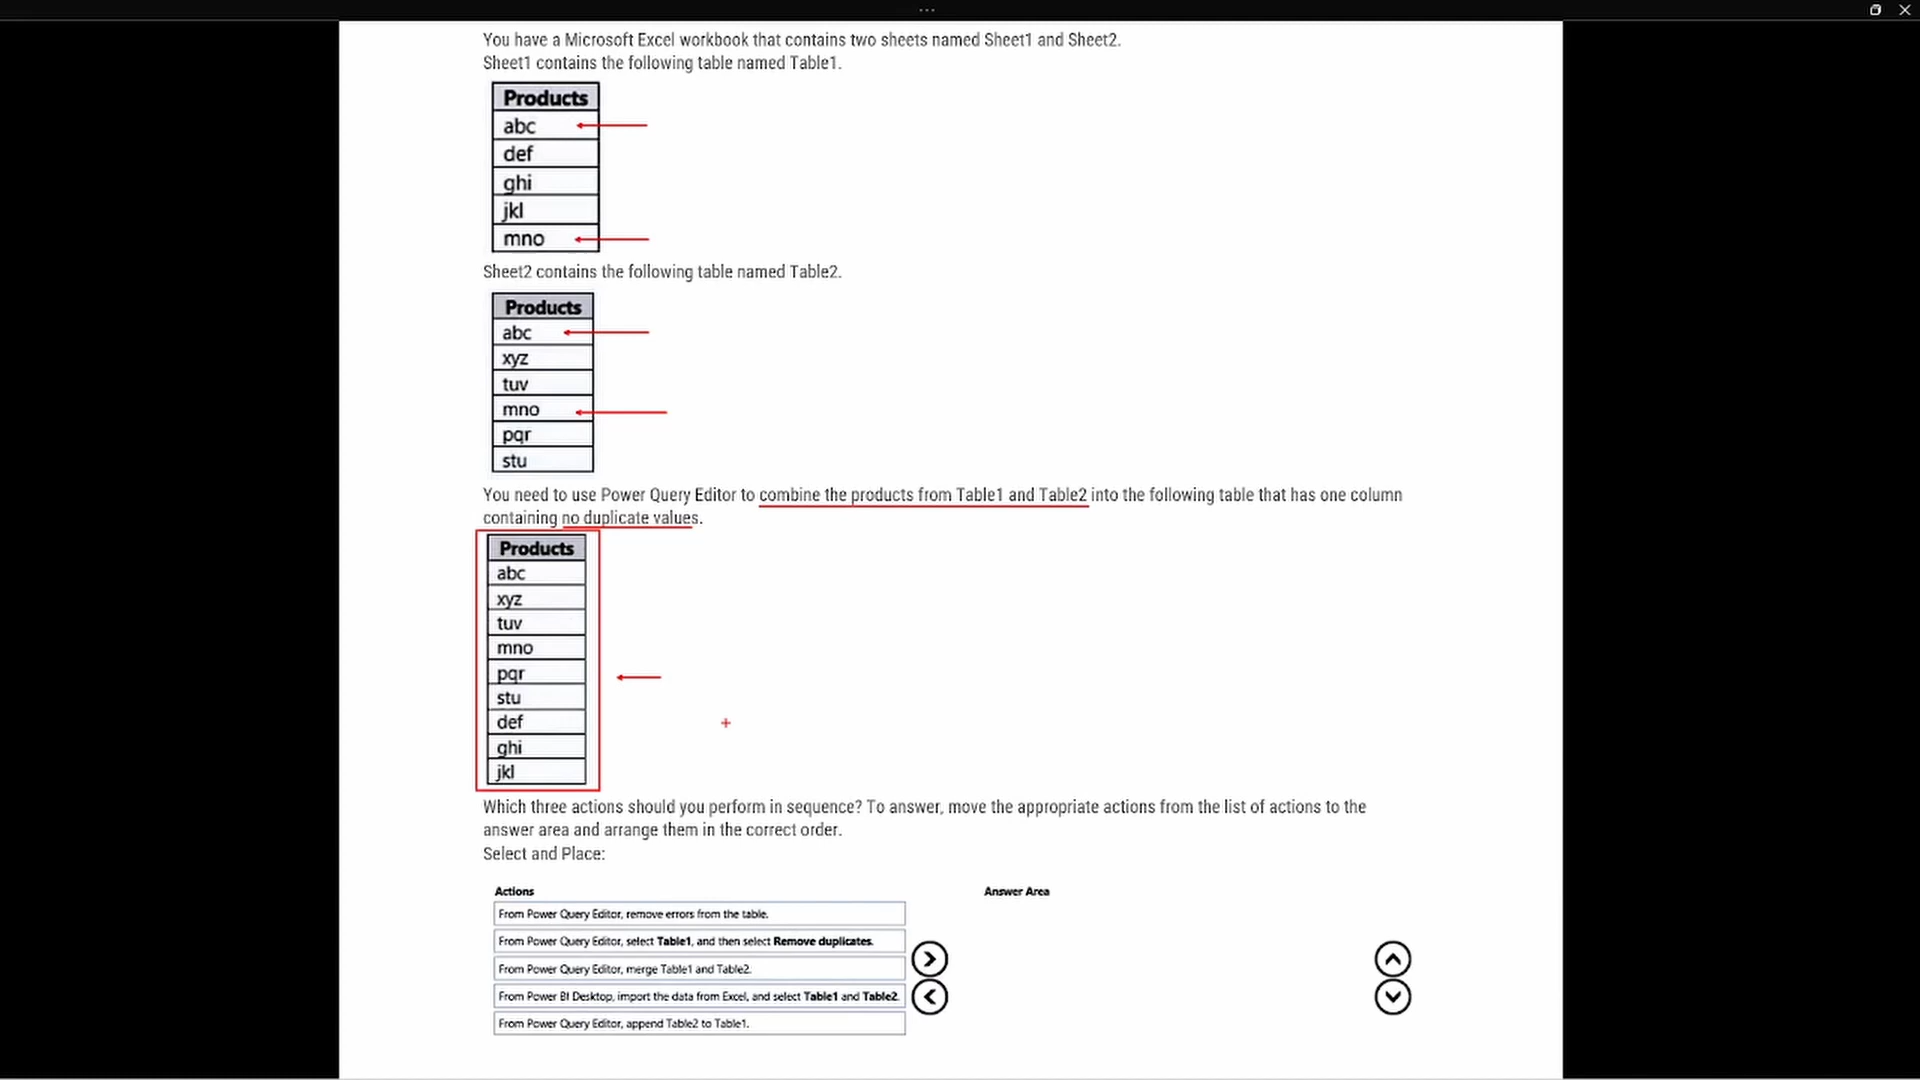 You have a Microsoft Excel workbook that contains two sheets named Sheet1 and Sheet2.
Sheet1 contains the following table named Table1.
Products
abc
def
ghi
jkl
mno
Sheet2 contains the following table named Table2.
Products
abc
xyz
tuv
mno
pqr
stu
You need to use Power Query Editor to combine the products from Table1 and Table2 into the following table that has one column
containing no duplicate values.
Products
abc
xyz
tuv
mno
pqr
stu
def
ghi
jkl
Which three actions should you perform in sequence? To answer, move the appropriate actions from the list of actions to the
answer area and arrange them in the correct order.
Select and Place:
Actions
Answer Area
From Power Query Editor, remove errors from the table.
From Power Query Editor, select Table1, and then select Remove duplicates.
From Power Query Editor, merge Table1 and Table2.
From Power BI Desktop, import the data from Excel, and select Table1 and Table2.
From Power Query Editor, append Table2 to Table1.